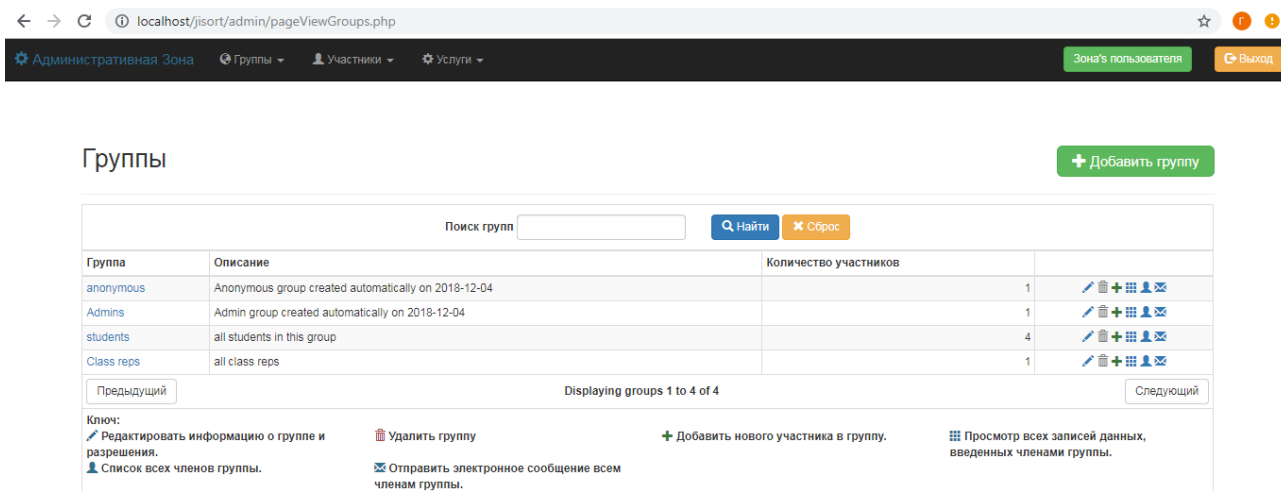 localhost/jisort/admin/pageViewGroups.php
Г
Административная Зона Группы Участники Услуги Зона's пользователя Выход
Группы
Добавить группу
Поиск групп Найти Сброс
Группа Описание Количество участников
anonymous Anonymous group created automatically on 2018-12-04 1
Admins Admin group created automatically on 2018-12-04 1
students all students in this group 4
Class reps all class reps 1
Предыдущий Displaying groups 1 to 4 of 4 Следующий
Ключ:
Редактировать информацию о группе и разрешения.
Удалить группу
Добавить нового участника в группу.
Просмотр всех записей данных, введенных членами группы.
Список всех членов группы.
Отправить электронное сообщение всем членам группы.